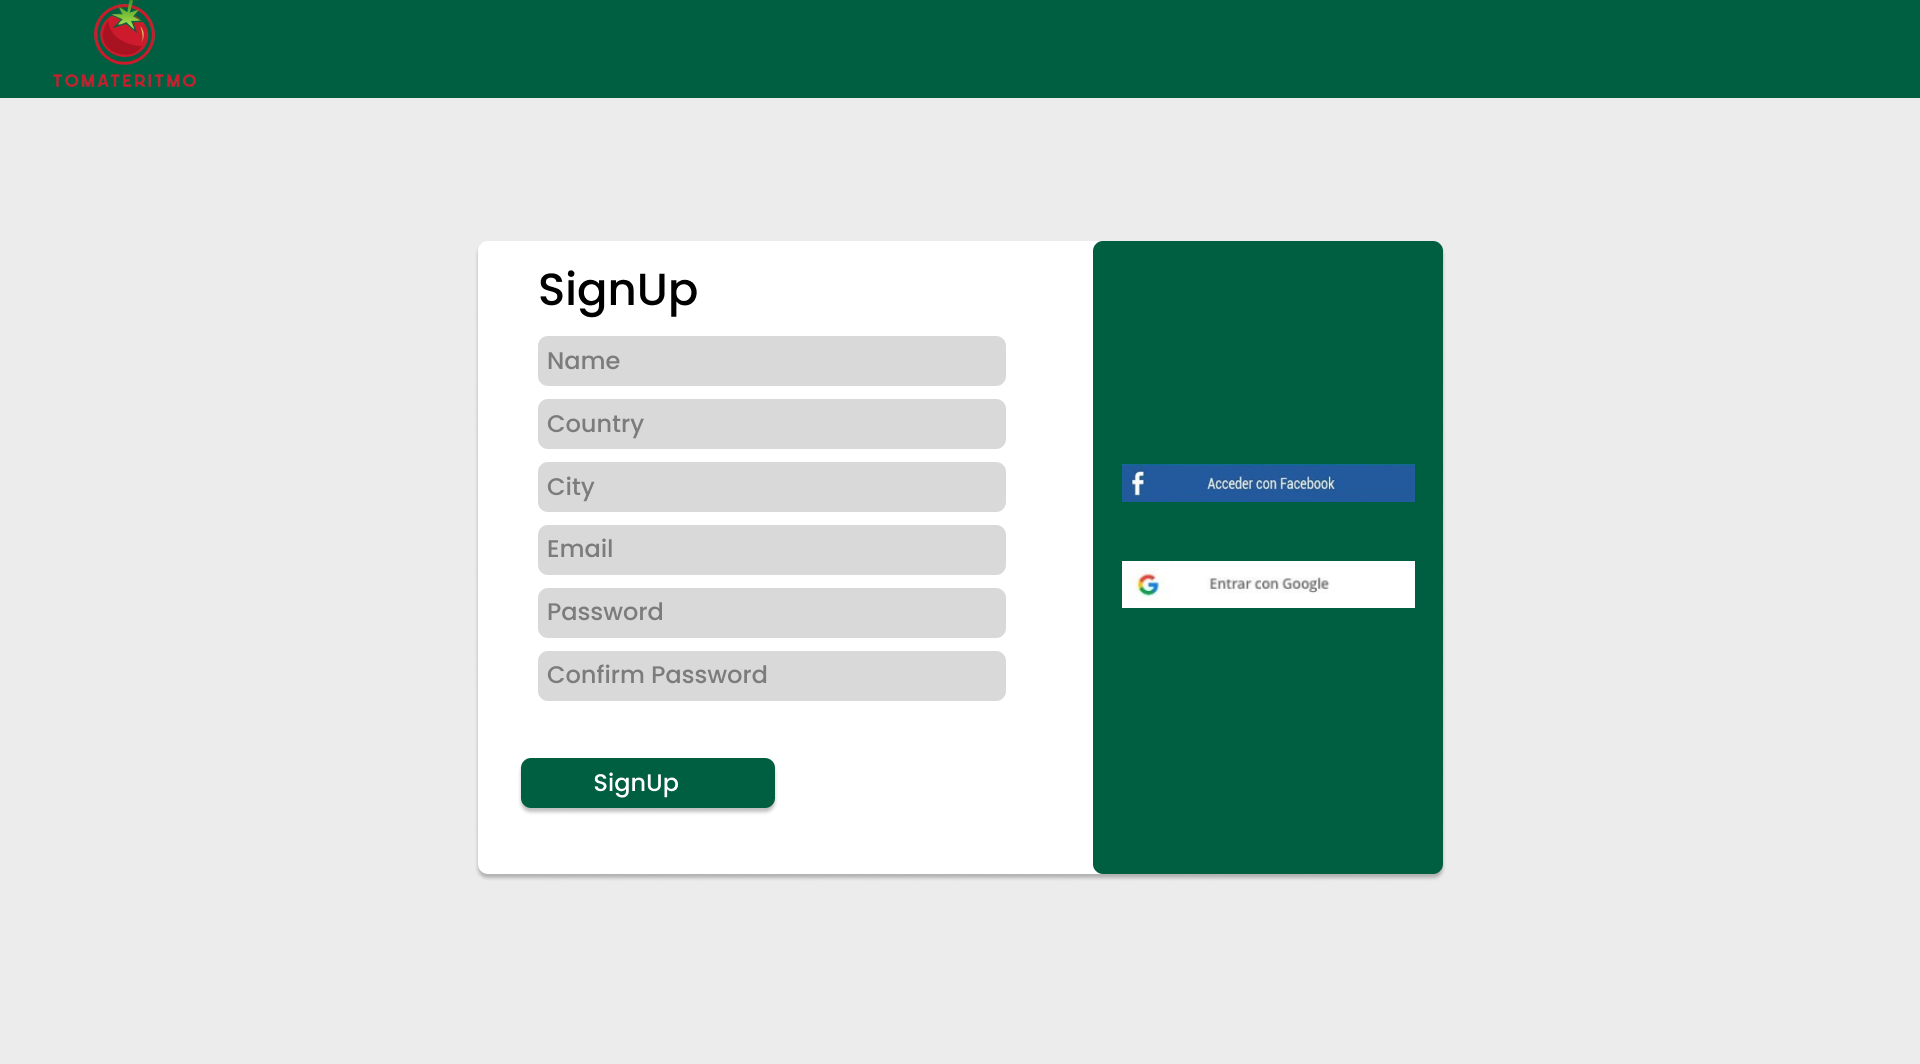 TOMATERITMO
SignUp
Name
Country
City
Email
Password
Confirm Password
SignUp
Acceder con Facebook
Entrar con Google